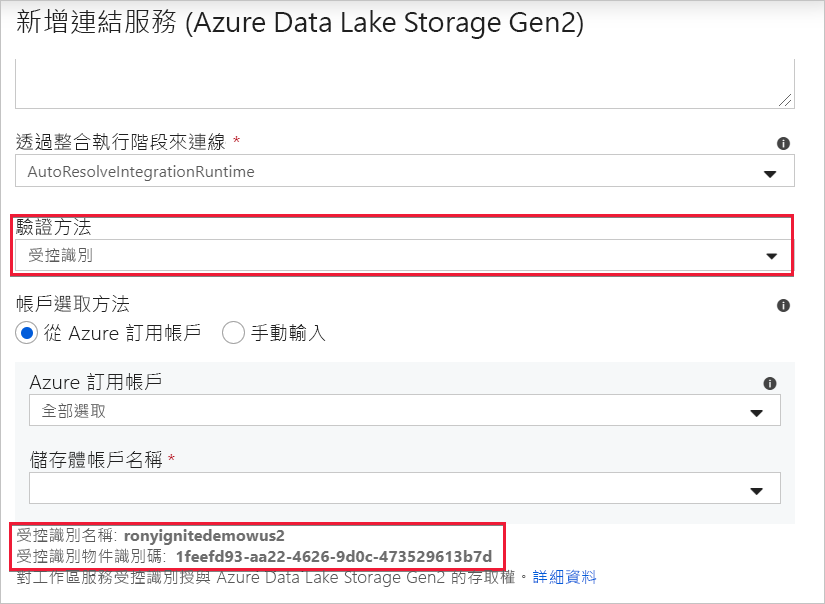 新增連結服務 (Azure Data Lake Storage Gen2)
透過整合執行階段來連線 *
AutoResolveIntegrationRuntime
驗證方法
受控識別
帳戶選取方法
從 Azure 訂用帳戶 手動輸入
Azure 訂用帳戶
全部選取
儲存體帳戶名稱 *
受控識別名稱: ronyignitedemowus2
受控識別物件識別碼: 1feefd93-aa22-4626-9d0c-473529613b7d
對工作區服務受控識別授與 Azure Data Lake Storage Gen2 的存取權。詳細資料